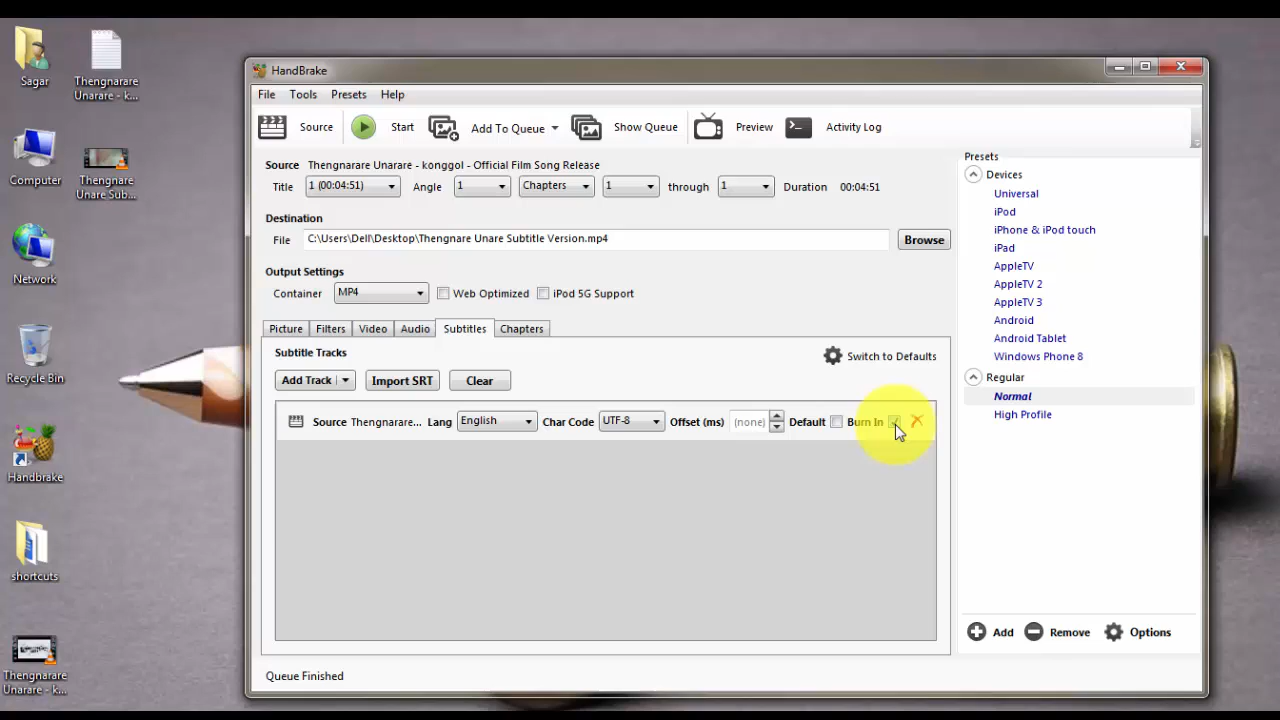 Sagar
Thengnarare
Unarare - k...
Computer
Thengnare
Unare Sub...
Network
Recycle Bin
Handbrake
shortcuts
Thengnarare
Unarare - k...
HandBrake
File Tools Presets Help
Source Start Add To Queue Show Queue Preview Activity Log
Source Thengnarare Unarare - konggol - Official Film Song Release
Title 1 (00:04:51) Angle 1 Chapters 1 through 1 Duration 00:04:51
Destination
File C:\Users\Dell\Desktop\Thengnare Unare Subtitle Version.mp4 Browse
Output Settings
Container MP4 Web Optimized iPod 5G Support
Picture Filters Video Audio Subtitles Chapters
Subtitle Tracks
Switch to Defaults
Add Track Import SRT Clear
Source Thengnarare... Lang English Char Code UTF-8 Offset (ms) (none) Default Burn In
Queue Finished
Presets
Devices
Universal
iPod
iPhone & iPod touch
iPad
AppleTV
AppleTV 2
AppleTV 3
Android
Android Tablet
Windows Phone 8
Regular
Normal
High Profile
Add Remove Options